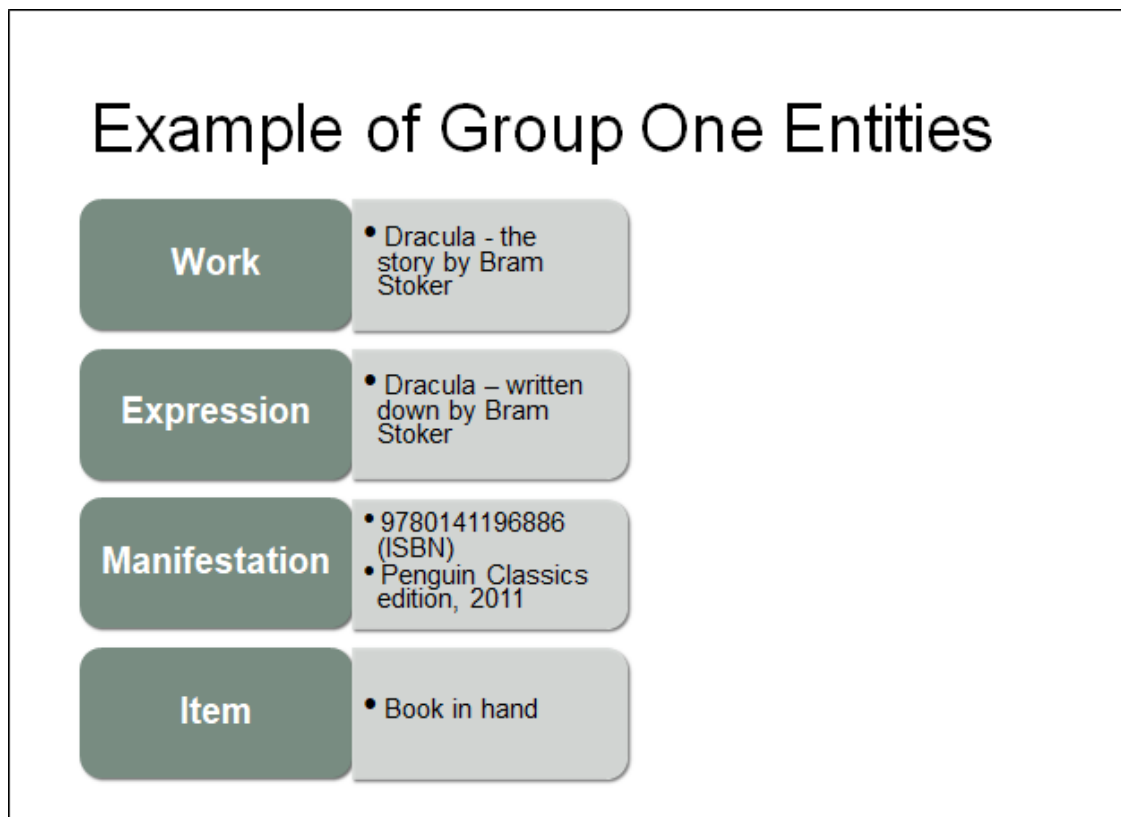 Example of Group One Entities
Work
• Dracula - the
story by Bram
Stoker
Expression
• Dracula – written
down by Bram
Stoker
Manifestation
• 9780141196886
(ISBN)
• Penguin Classics
edition, 2011
Item
• Book in hand